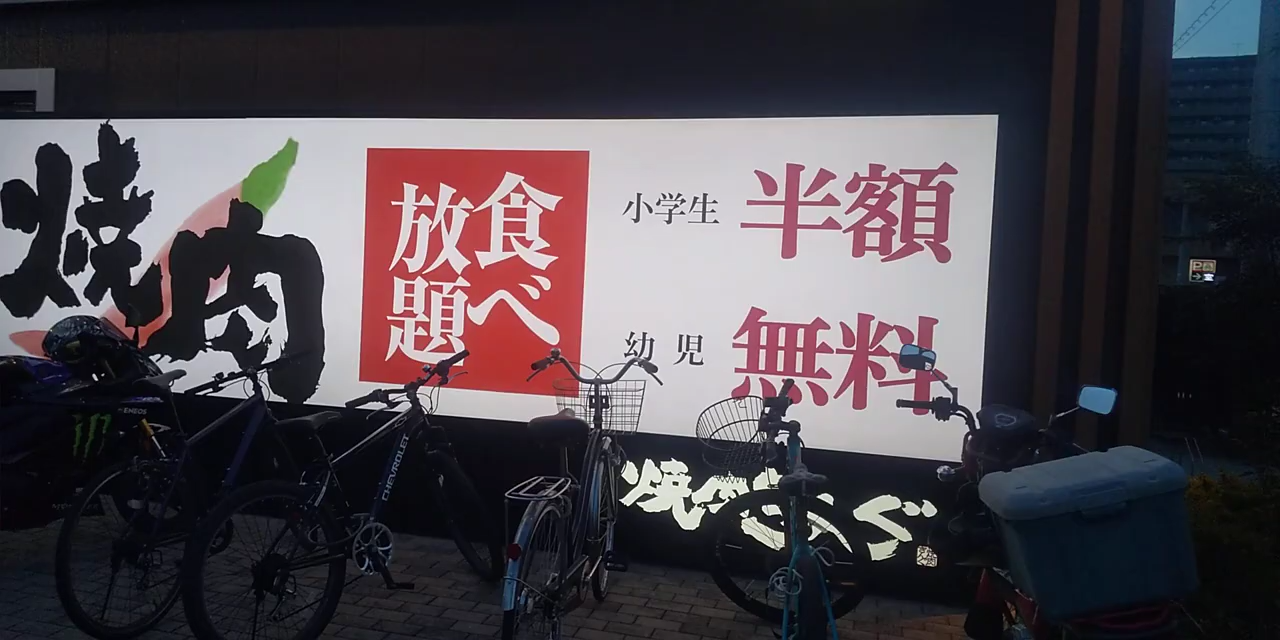 焼肉
食べ
放題
小学生 半額
幼児 無料
ENEOS
CHEVROLET
P